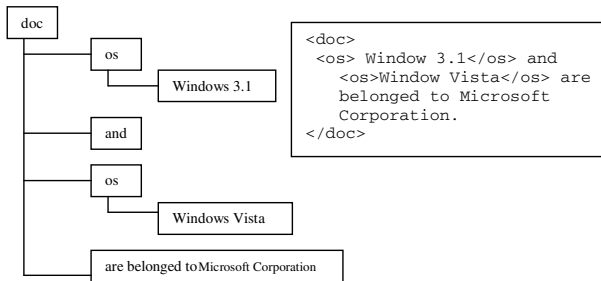 doc
os
Windows 3.1
and
os
Windows Vista
are belonged to Microsoft Corporation
<doc>
<os> Window 3.1</os> and
<os>Window Vista</os> are
belonged to Microsoft
Corporation.
</doc>